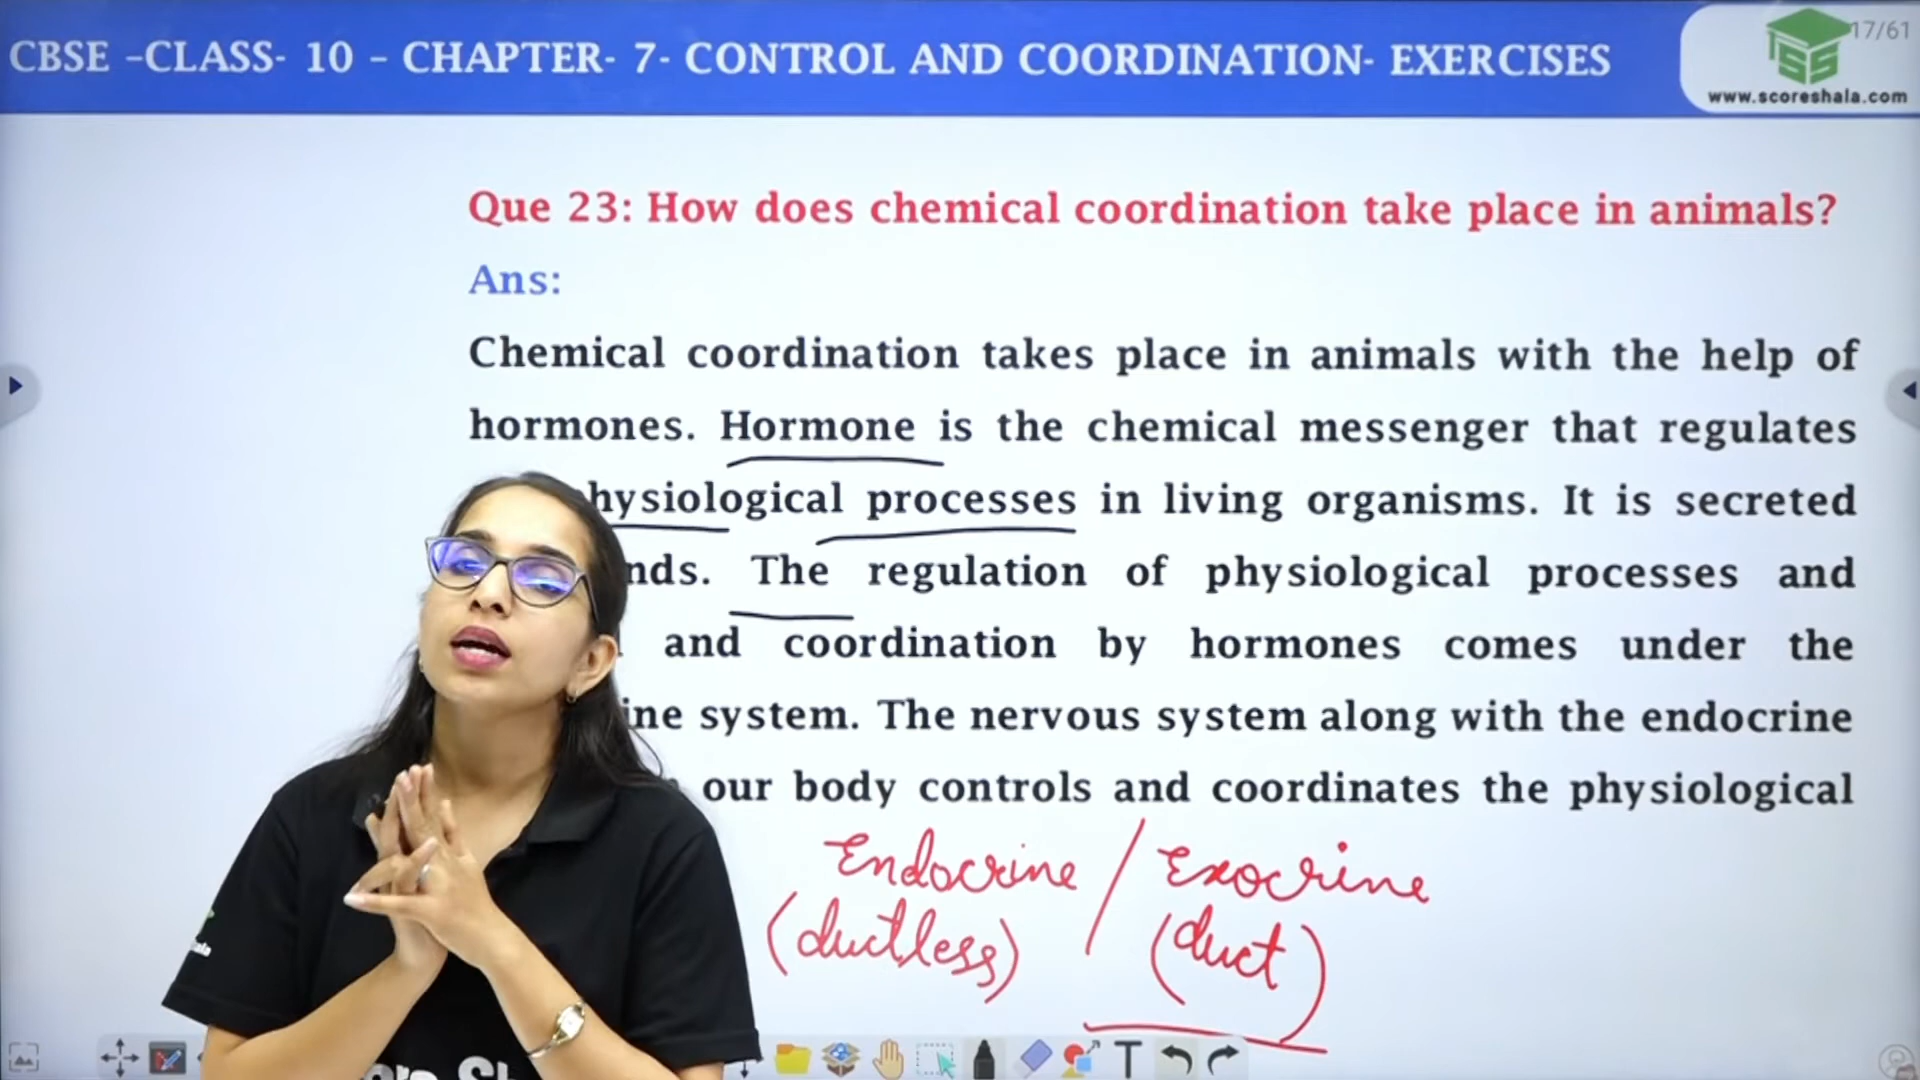 CBSE –CLASS- 10 – CHAPTER- 7- CONTROL AND COORDINATION- EXERCISES
17/61
www.scoreshala.com
Que 23: How does chemical coordination take place in animals?
Ans:
Chemical coordination takes place in animals with the help of
hormones. Hormone is the chemical messenger that regulates
hysiological processes in living organisms. It is secreted
nds. The regulation of physiological processes and
and coordination by hormones comes under the
ine system. The nervous system along with the endocrine
our body controls and coordinates the physiological
Endocrine / Exocrine
(ductless) (duct)